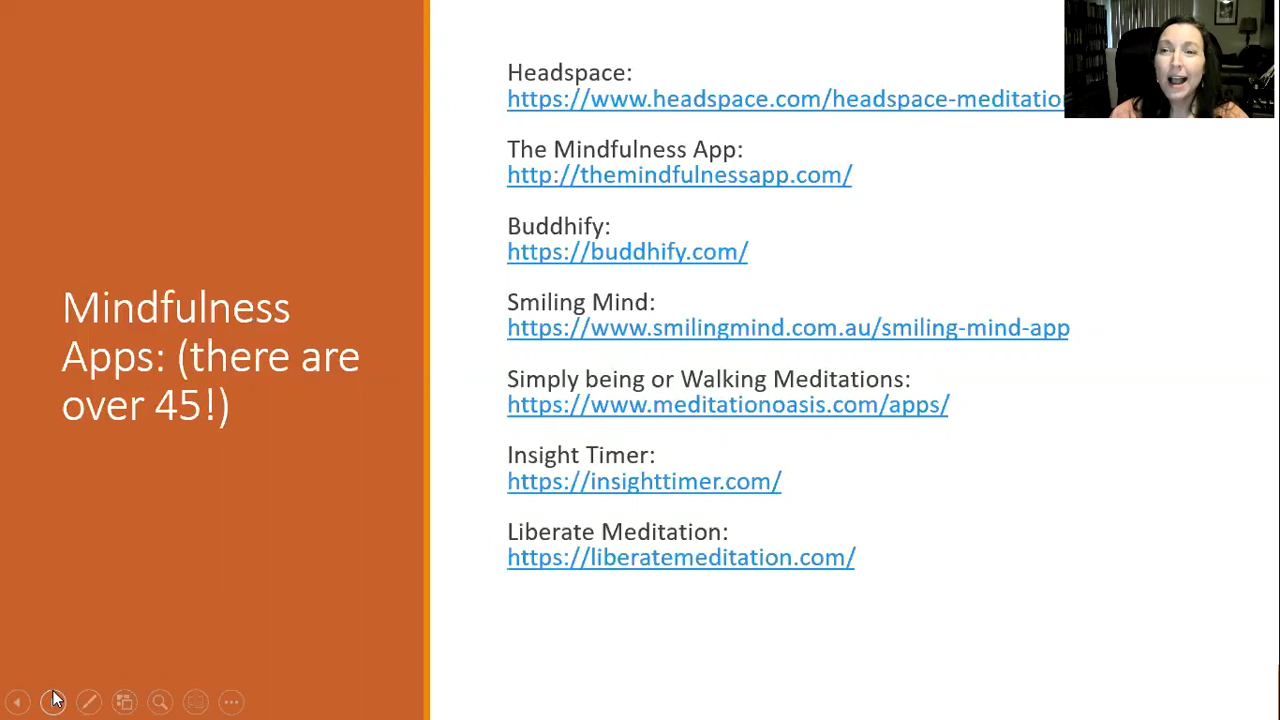 Mindfulness
Apps: (there are
over 45!)
Headspace:
https://www.headspace.com/headspace-meditatio
The Mindfulness App:
http://themindfulnessapp.com/
Buddhify:
https://buddhify.com/
Smiling Mind:
https://www.smilingmind.com.au/smiling-mind-app
Simply being or Walking Meditations:
https://www.meditationoasis.com/apps/
Insight Timer:
https://insighttimer.com/
Liberate Meditation:
https://liberatemeditation.com/